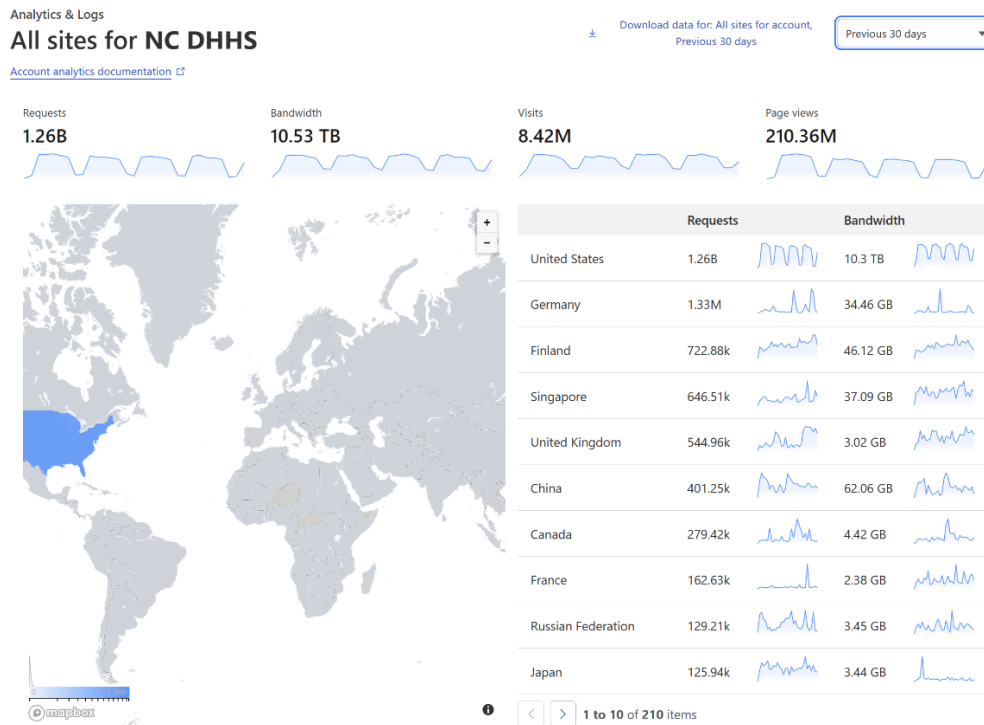 Analytics & Logs
All sites for NC DHHS
Account analytics documentation
Download data for: All sites for account,
Previous 30 days
Previous 30 days
Requests
1.26B
Bandwidth
10.53 TB
Visits
8.42M
Page views
210.36M
+
−
Requests Bandwidth
United States 1.26B 10.3 TB
Germany 1.33M 34.46 GB
Finland 722.88k 46.12 GB
Singapore 646.51k 37.09 GB
United Kingdom 544.96k 3.02 GB
China 401.25k 62.06 GB
Canada 279.42k 4.42 GB
France 162.63k 2.38 GB
Russian Federation 129.21k 3.45 GB
Japan 125.94k 3.44 GB
0
mapbox
1 to 10 of 210 items